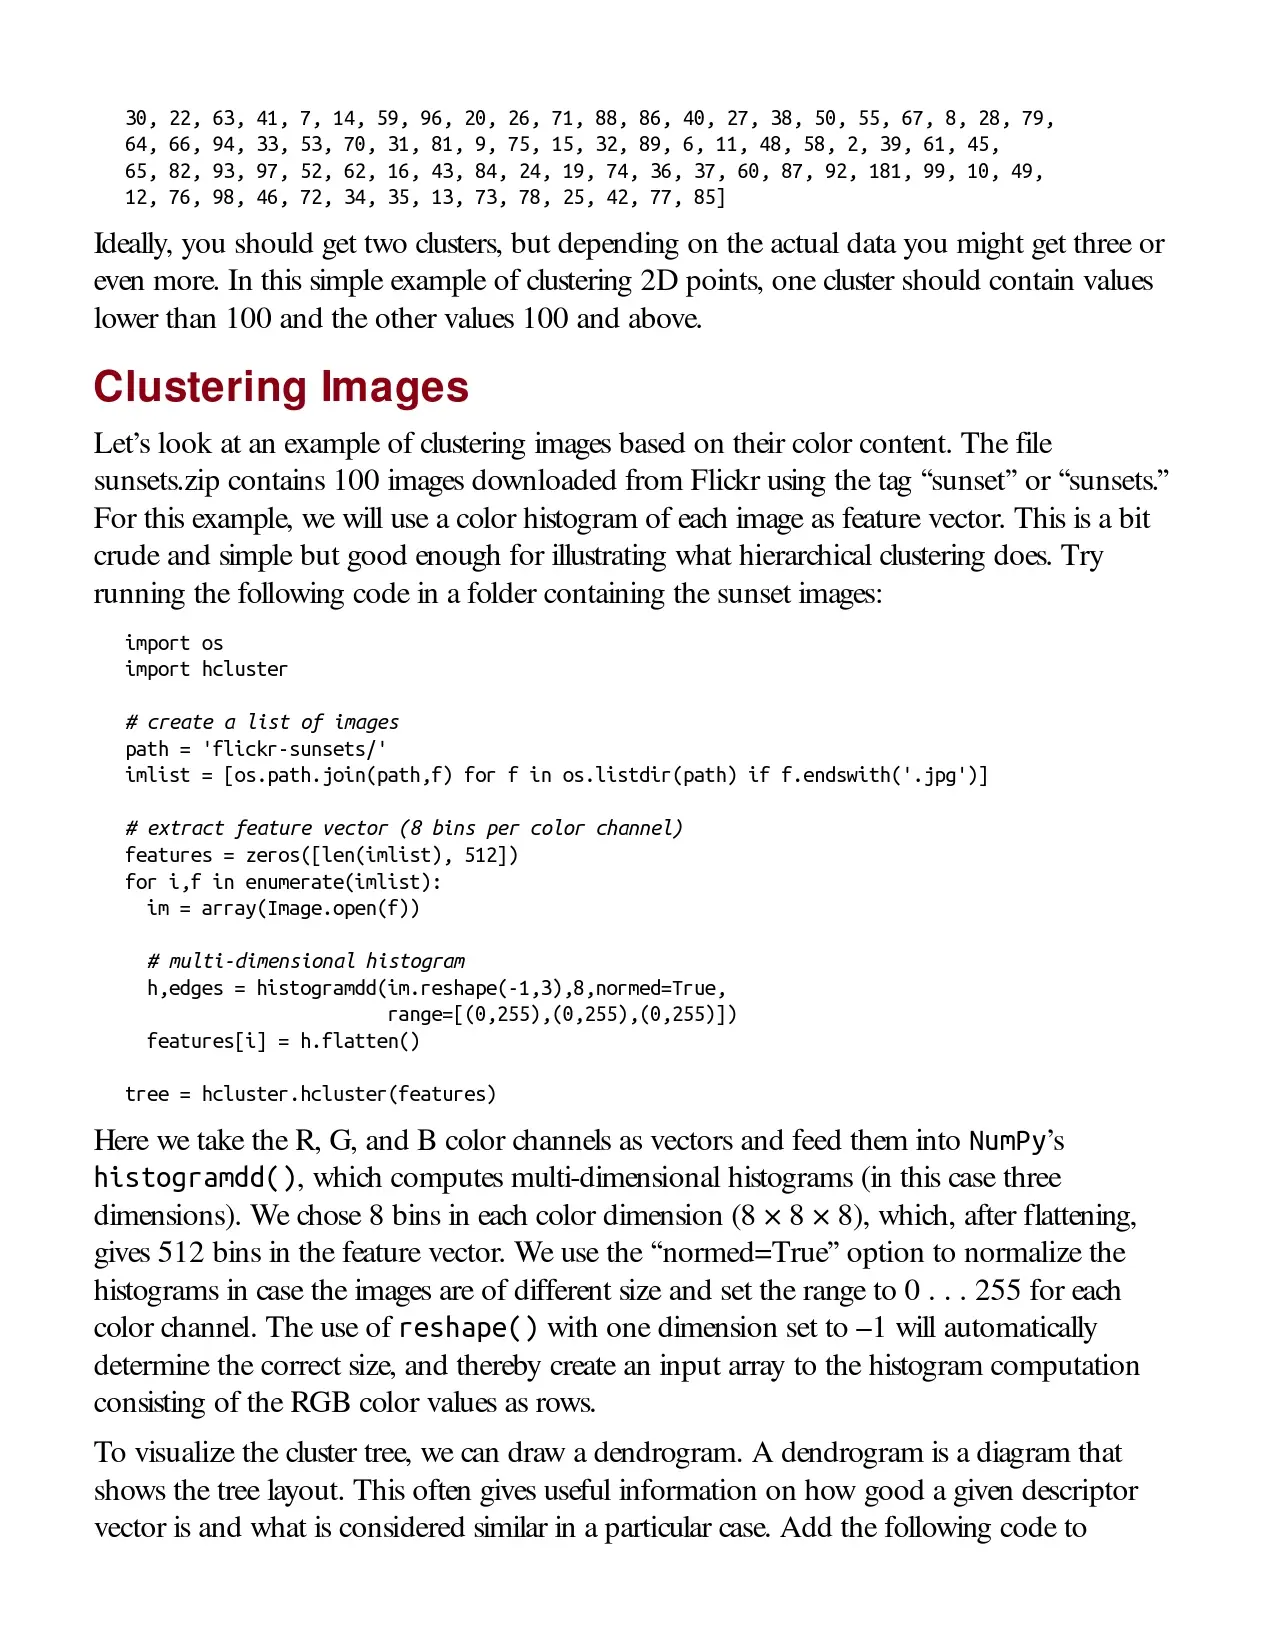 30, 22, 63, 41, 7, 14, 59, 96, 20, 26, 71, 88, 86, 40, 27, 38, 50, 55, 67, 8, 28, 79,
64, 66, 94, 33, 53, 70, 31, 81, 9, 75, 15, 32, 89, 6, 11, 48, 58, 2, 39, 61, 45,
65, 82, 93, 97, 52, 62, 16, 43, 84, 24, 19, 74, 36, 37, 60, 87, 92, 181, 99, 10, 49,
12, 76, 98, 46, 72, 34, 35, 13, 73, 78, 25, 42, 77, 85]
Ideally, you should get two clusters, but depending on the actual data you might get three or
even more. In this simple example of clustering 2D points, one cluster should contain values
lower than 100 and the other values 100 and above.
Clustering Images
Let’s look at an example of clustering images based on their color content. The file
sunsets.zip contains 100 images downloaded from Flickr using the tag “sunset” or “sunsets.”
For this example, we will use a color histogram of each image as feature vector. This is a bit
crude and simple but good enough for illustrating what hierarchical clustering does. Try
running the following code in a folder containing the sunset images:
import os
import hcluster
# create a list of images
path = 'flickr-sunsets/'
imlist = [os.path.join(path,f) for f in os.listdir(path) if f.endswith('.jpg')]
# extract feature vector (8 bins per color channel)
features = zeros([len(imlist), 512])
for i,f in enumerate(imlist):
  im = array(Image.open(f))
  # multi-dimensional histogram
  h,edges = histogramdd(im.reshape(-1,3),8,normed=True,
                        range=[(0,255),(0,255),(0,255)])
  features[i] = h.flatten()
tree = hcluster.hcluster(features)
Here we take the R, G, and B color channels as vectors and feed them into NumPy’s
histogramdd(), which computes multi-dimensional histograms (in this case three
dimensions). We chose 8 bins in each color dimension (8 × 8 × 8), which, after flattening,
gives 512 bins in the feature vector. We use the “normed=True” option to normalize the
histograms in case the images are of different size and set the range to 0 . . . 255 for each
color channel. The use of reshape() with one dimension set to –1 will automatically
determine the correct size, and thereby create an input array to the histogram computation
consisting of the RGB color values as rows.
To visualize the cluster tree, we can draw a dendrogram. A dendrogram is a diagram that
shows the tree layout. This often gives useful information on how good a given descriptor
vector is and what is considered similar in a particular case. Add the following code to